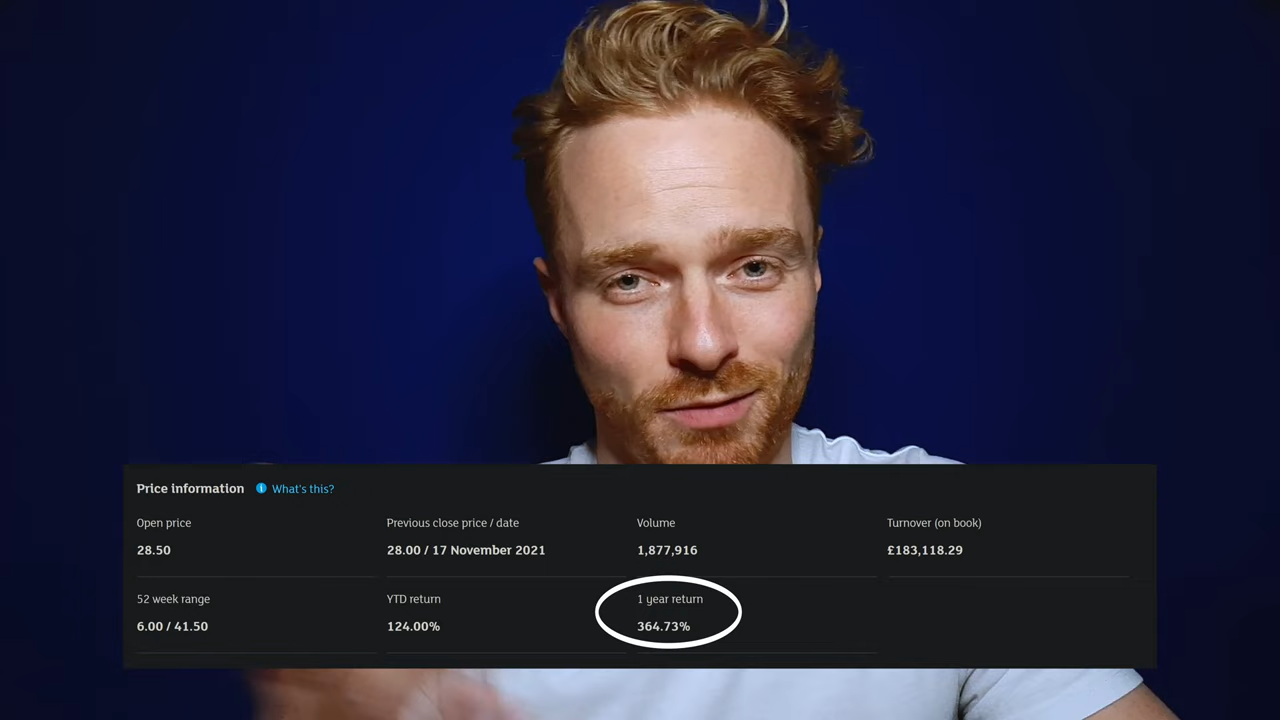 Price information i What's this?
Open price Previous close price / date Volume Turnover (on book)
28.50 28.00 / 17 November 2021 1,877,916 £183,118.29
52 week range YTD return 1 year return
6.00 / 41.50 124.00% 364.73%